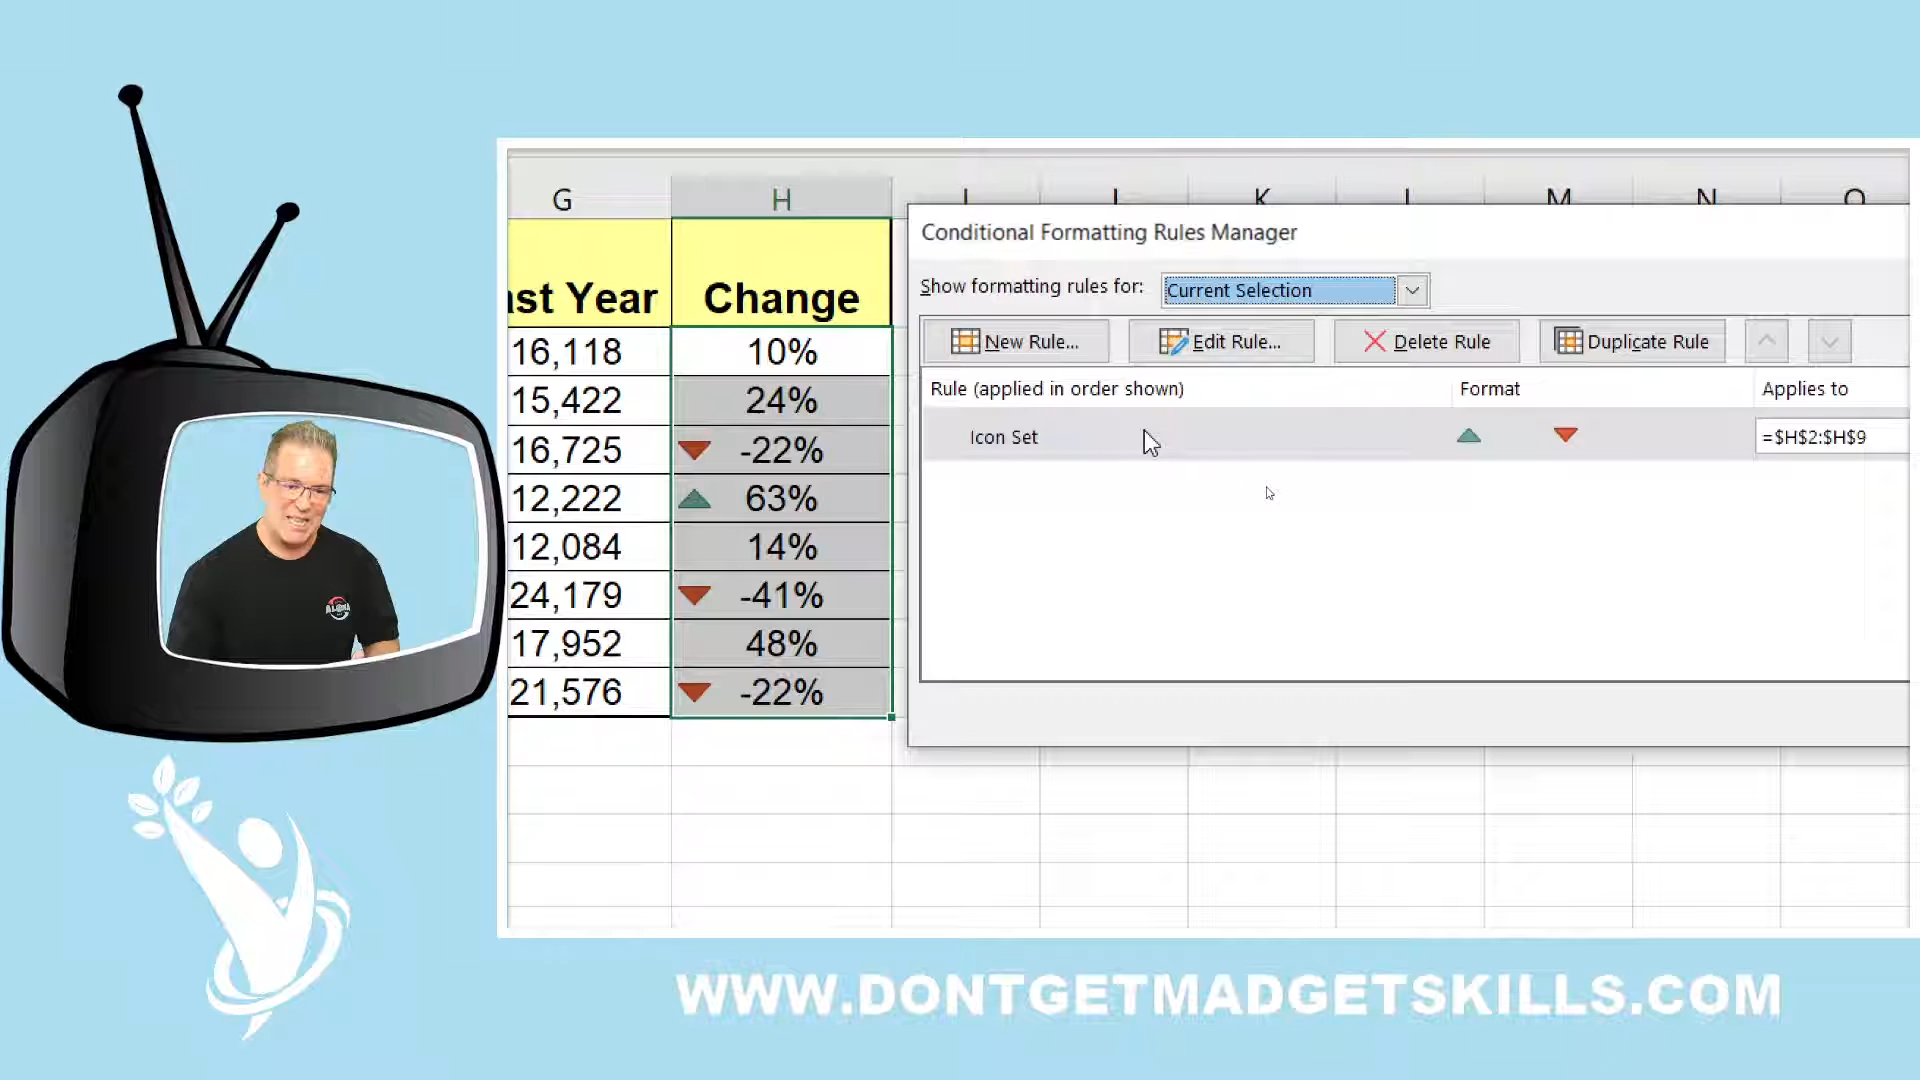 G H K M N
ast Year Change
16,118 10%
15,422 24%
16,725 -22%
12,222 63%
12,084 14%
24,179 -41%
17,952 48%
21,576 -22%
Conditional Formatting Rules Manager
Show formatting rules for: Current Selection
New Rule... Edit Rule... Delete Rule Duplicate Rule
Rule (applied in order shown) Format Applies to
Icon Set =$H$2:$H$9
ALOHA
WWW.DONTGETMADGETSKILLS.COM